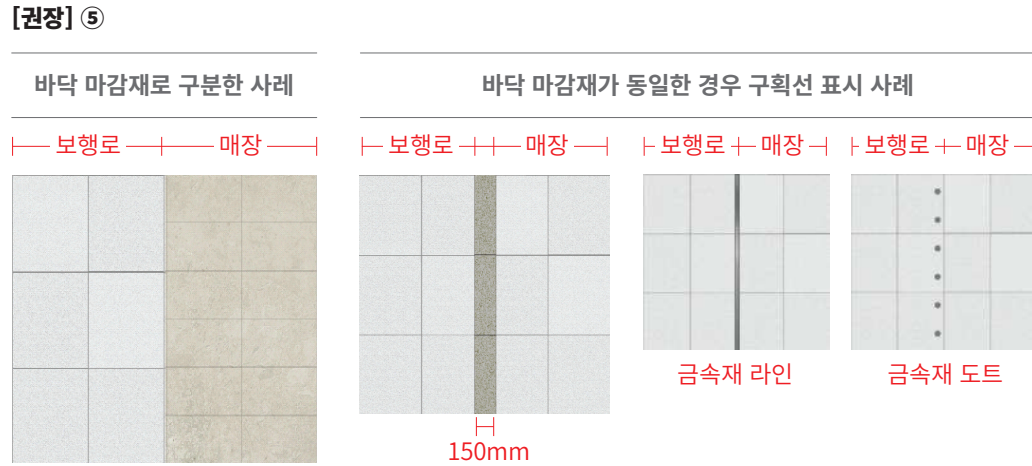 [권장] ⑤
바닥 마감재로 구분한 사례
바닥 마감재가 동일한 경우 구획선 표시 사례
보행로 매장
보행로 매장
보행로 매장
보행로 매장
금속재 라인
금속재 도트
150mm